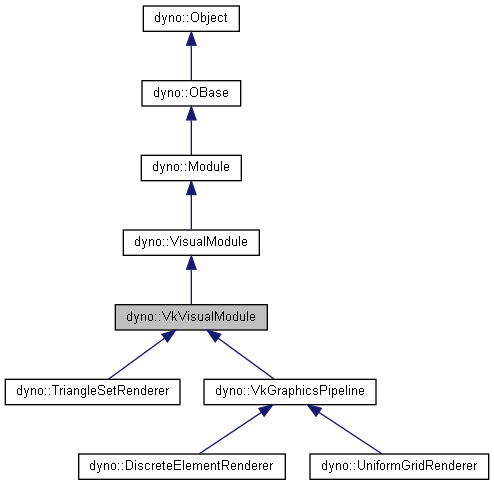 dyno::Object
dyno::OBase
dyno::Module
dyno::VisualModule
dyno::VkVisualModule
dyno::TriangleSetRenderer
dyno::VkGraphicsPipeline
dyno::DiscreteElementRenderer
dyno::UniformGridRenderer